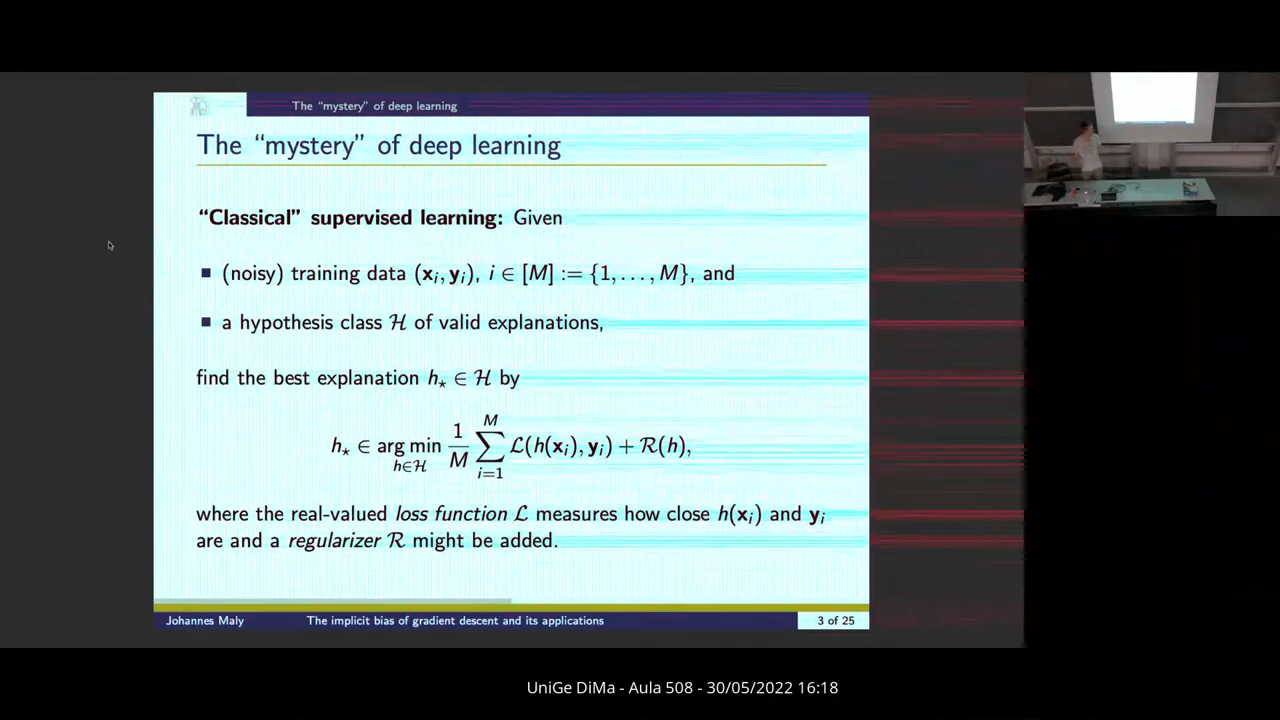 The “mystery” of deep learning
The “mystery” of deep learning
“Classical” supervised learning: Given
(noisy) training data (𝐱ᵢ, 𝐲ᵢ), i ∈ [M] := {1, . . . , M}, and
a hypothesis class ℋ of valid explanations,
find the best explanation h⋆ ∈ ℋ by
h⋆ ∈ arg min_{h∈ℋ} 1/M ∑_{i=1}^{M} ℒ(h(𝐱ᵢ), 𝐲ᵢ) + ℛ(h),
where the real-valued loss function ℒ measures how close h(𝐱ᵢ) and 𝐲ᵢ
are and a regularizer ℛ might be added.
Johannes Maly The implicit bias of gradient descent and its applications 3 of 25
UniGe DiMa - Aula 508 - 30/05/2022 16:18